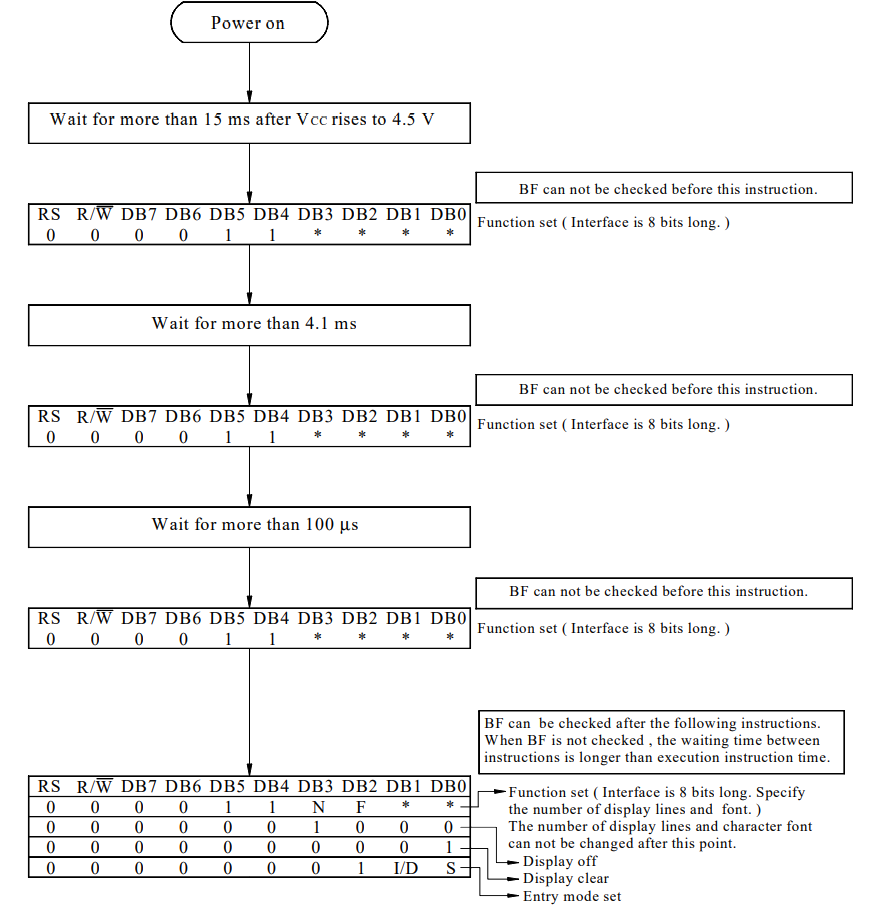 Power on
Wait for more than 15 ms after VCC rises to 4.5 V
BF can not be checked before this instruction.
RS R/W̅ DB7 DB6 DB5 DB4 DB3 DB2 DB1 DB0
Function set ( Interface is 8 bits long. )
0 0 0 0 1 1 * * * *
Wait for more than 4.1 ms
BF can not be checked before this instruction.
RS R/W̅ DB7 DB6 DB5 DB4 DB3 DB2 DB1 DB0
Function set ( Interface is 8 bits long. )
0 0 0 0 1 1 * * * *
Wait for more than 100 µs
BF can not be checked before this instruction.
RS R/W̅ DB7 DB6 DB5 DB4 DB3 DB2 DB1 DB0
Function set ( Interface is 8 bits long. )
0 0 0 0 1 1 * * * *
BF can be checked after the following instructions.
When BF is not checked , the waiting time between
instructions is longer than execution instruction time.
RS R/W̅ DB7 DB6 DB5 DB4 DB3 DB2 DB1 DB0
0 0 0 0 1 1 N F * *
0 0 0 0 0 0 1 0 0 0
0 0 0 0 0 0 0 0 0 1
0 0 0 0 0 0 0 1 I/D S
Function set ( Interface is 8 bits long. Specify
the number of display lines and font. )
The number of display lines and character font
can not be changed after this point.
Display off
Display clear
Entry mode set